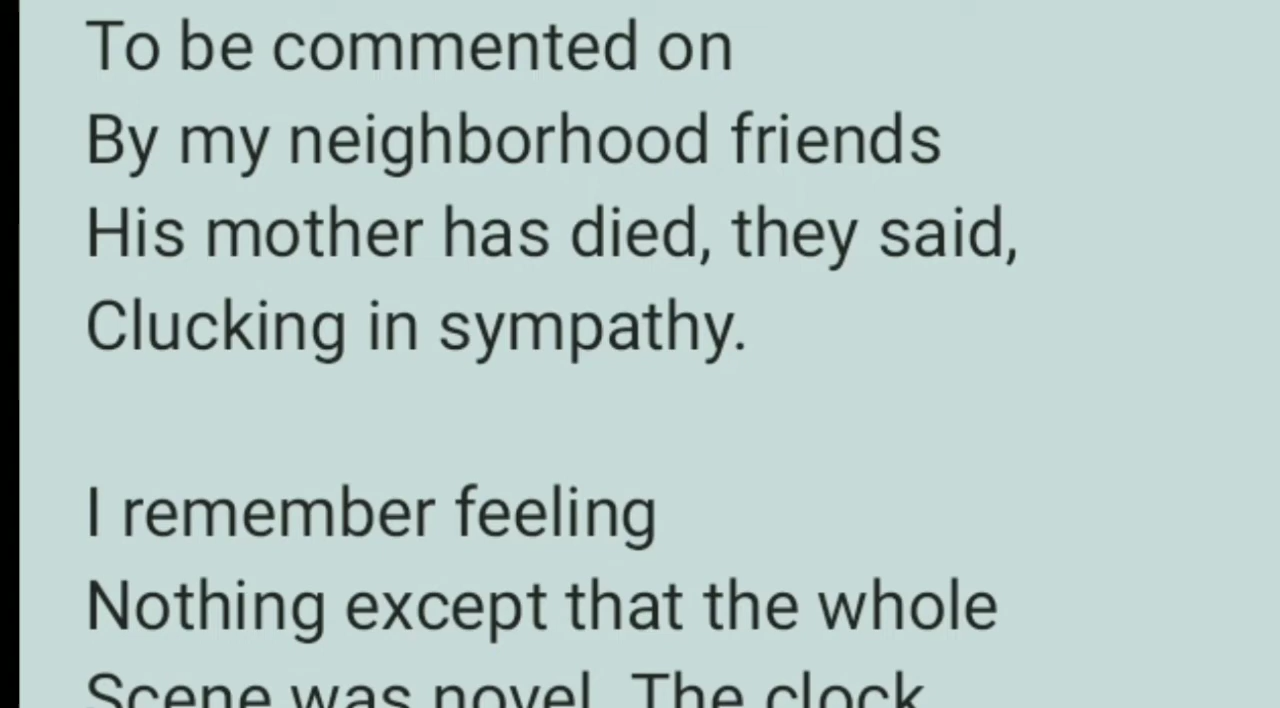 To be commented on
By my neighborhood friends
His mother has died, they said,
Clucking in sympathy.
I remember feeling
Nothing except that the whole
Scene was novel. The clock